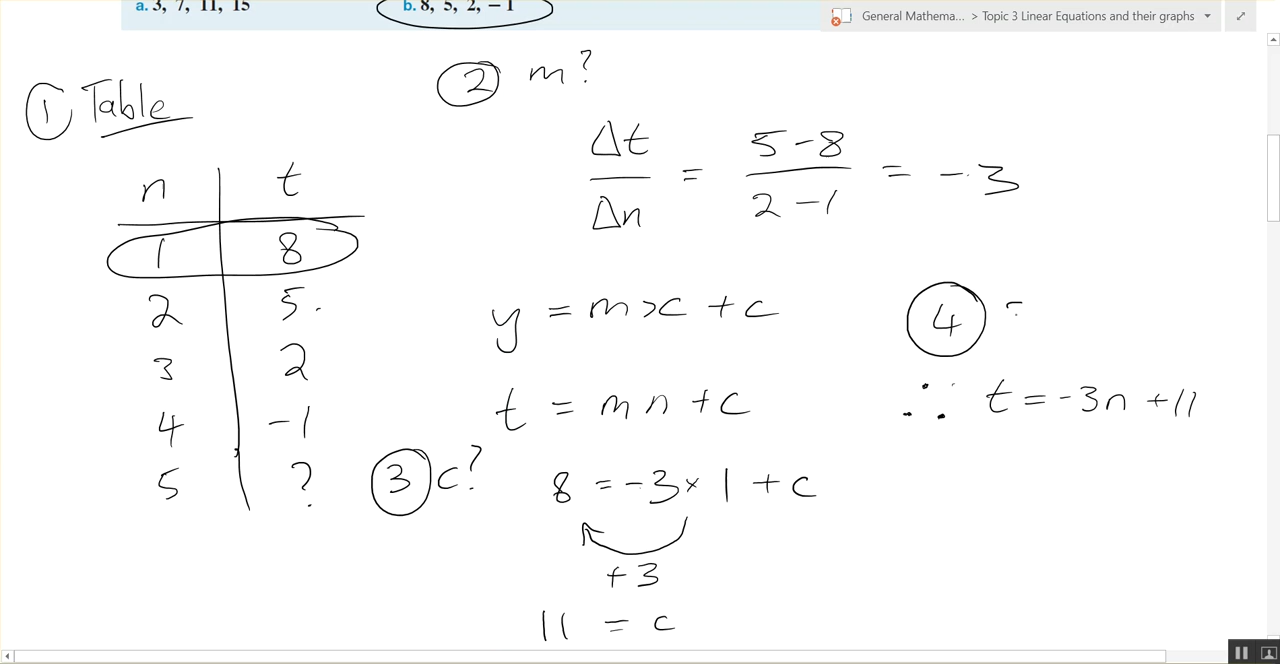 a. 3, 7, 11, 15
b. 8, 5, 2, −1
General Mathema... > Topic 3 Linear Equations and their graphs
① Table
n t
1 8
2 5
3 2
4 -1
5 ?
② m?
Δt/Δn = (5-8)/(2-1) = -3
y = mx + c
t = mn + c
③ c?
8 = -3 × 1 + c
+3
11 = c
④ =
∴ t = -3n + 11